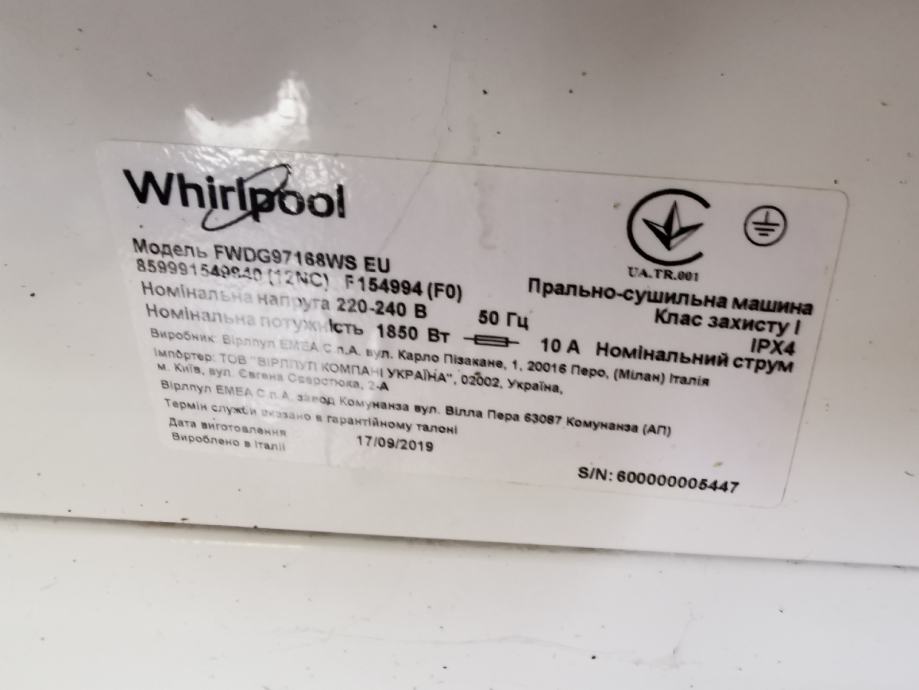 Whirlpool
UA.TR.001
Модель FWDG97168WS EU
859991549840 (12NC) F154994 (F0)
Номінальна напруга 220-240 В 50 Гц
Номінальна потужність 1850 Вт 10 А Номінальний струм
Прально-сушильна машина
Клас захисту I
IPX4
Виробник: Вірлпул ЕМЕА С.п.А. вул. Карло Пізакане, 1, 20016 Перо, (Мілан) Італія
Імпортер: ТОВ "ВІРЛПУЛ КОМПАНІ УКРАЇНА", 02002, Україна,
м. Київ, вул. Євгена Сверстюка, 2-А
Вірлпул ЕМЕА С.п.А. завод Комунанза вул. Вілла Пера 63087 Комунанза (АП)
Термін служби вказано в гарантійному талоні
Дата виготовлення 17/09/2019
Вироблено в Італії
S/N: 600000005447